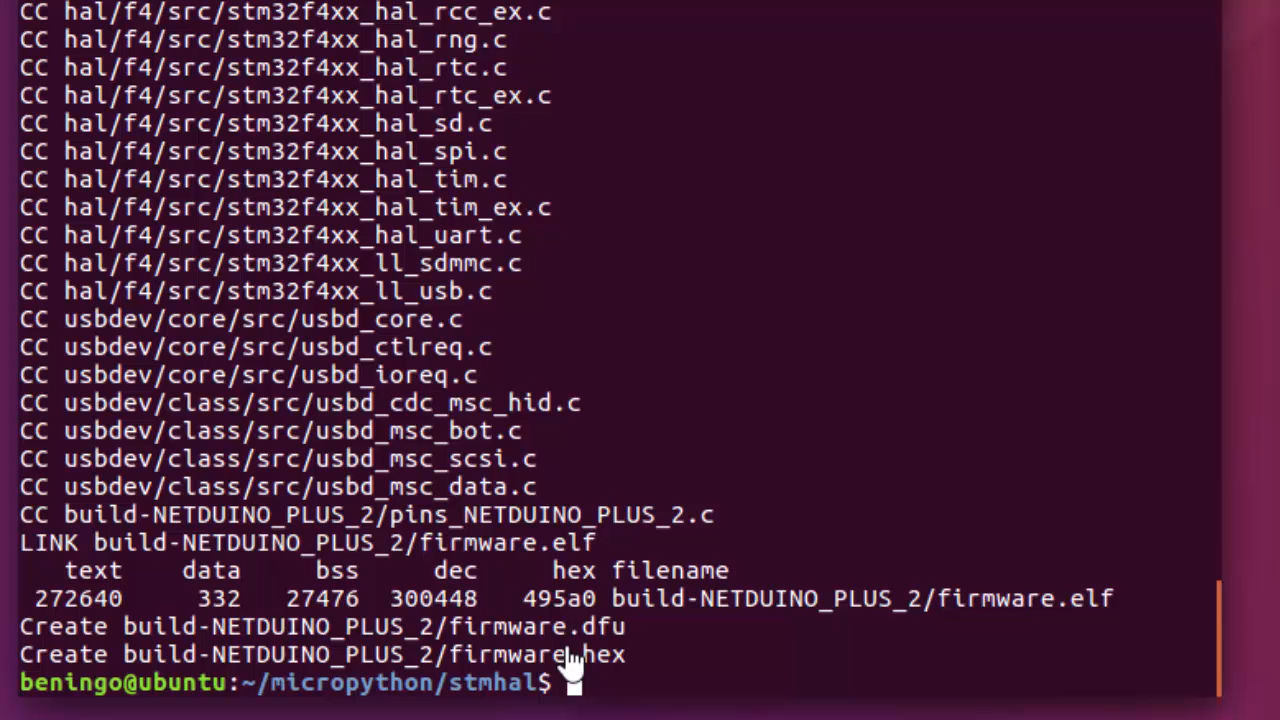 CC hal/f4/src/stm32f4xx_hal_rcc_ex.c
CC hal/f4/src/stm32f4xx_hal_rng.c
CC hal/f4/src/stm32f4xx_hal_rtc.c
CC hal/f4/src/stm32f4xx_hal_rtc_ex.c
CC hal/f4/src/stm32f4xx_hal_sd.c
CC hal/f4/src/stm32f4xx_hal_spi.c
CC hal/f4/src/stm32f4xx_hal_tim.c
CC hal/f4/src/stm32f4xx_hal_tim_ex.c
CC hal/f4/src/stm32f4xx_hal_uart.c
CC hal/f4/src/stm32f4xx_ll_sdmmc.c
CC hal/f4/src/stm32f4xx_ll_usb.c
CC usbdev/core/src/usbd_core.c
CC usbdev/core/src/usbd_ctlreq.c
CC usbdev/core/src/usbd_ioreq.c
CC usbdev/class/src/usbd_cdc_msc_hid.c
CC usbdev/class/src/usbd_msc_bot.c
CC usbdev/class/src/usbd_msc_scsi.c
CC usbdev/class/src/usbd_msc_data.c
CC build-NETDUINO_PLUS_2/pins_NETDUINO_PLUS_2.c
LINK build-NETDUINO_PLUS_2/firmware.elf
   text    data     bss     dec     hex filename
 272640     332   27476  300448   495a0 build-NETDUINO_PLUS_2/firmware.elf
Create build-NETDUINO_PLUS_2/firmware.dfu
Create build-NETDUINO_PLUS_2/firmware.hex
beningo@ubuntu:~/micropython/stmhal$